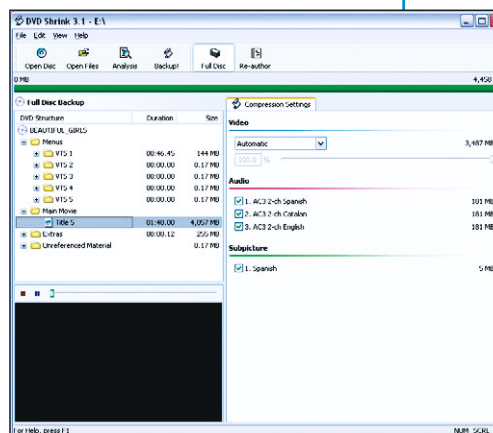 DVD Shrink 3.1 - E:\
File Edit View Help
Open Disc Open Files Analysis Backup! Full Disc Re-author
0 MB 4,458
Full Disc Backup
DVD Structure Duration Size
BEAUTIFUL_GIRLS
Menus
VTS 1 00:46.45 144 MB
VTS 2 00:00.00 0.17 MB
VTS 3 00:00.00 0.17 MB
VTS 4 00:00.00 0.17 MB
VTS 5 00:00.00 0.17 MB
Main Movie
Title 5 01:48.00 4,057 MB
Extras 00:00.12 255 MB
Unreferenced Material 0.17 MB
Compression Settings
Video
Automatic 3,487 MB
100.0 %
Audio
1. AC3 2-ch Spanish 181 MB
2. AC3 2-ch Catalan 181 MB
3. AC3 2-ch English 181 MB
Subpicture
1. Spanish 5 MB
For Help, press F1 NUM SCRL